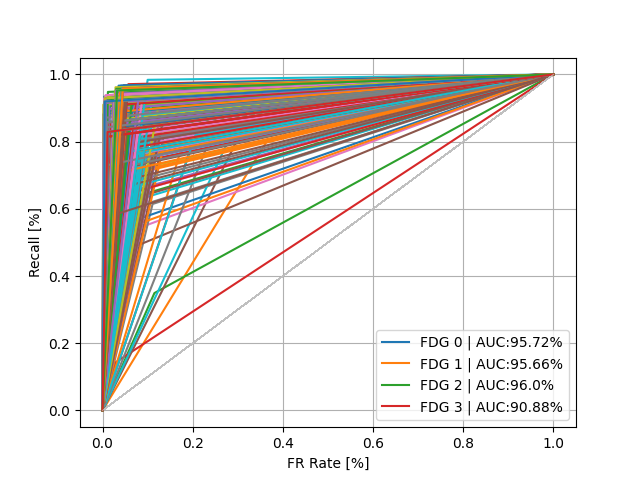 1.0
0.8
0.6
0.4
0.2
0.0
Recall [%]
0.0 0.2 0.4 0.6 0.8 1.0
FR Rate [%]
FDG 0 | AUC:95.72%
FDG 1 | AUC:95.66%
FDG 2 | AUC:96.0%
FDG 3 | AUC:90.88%